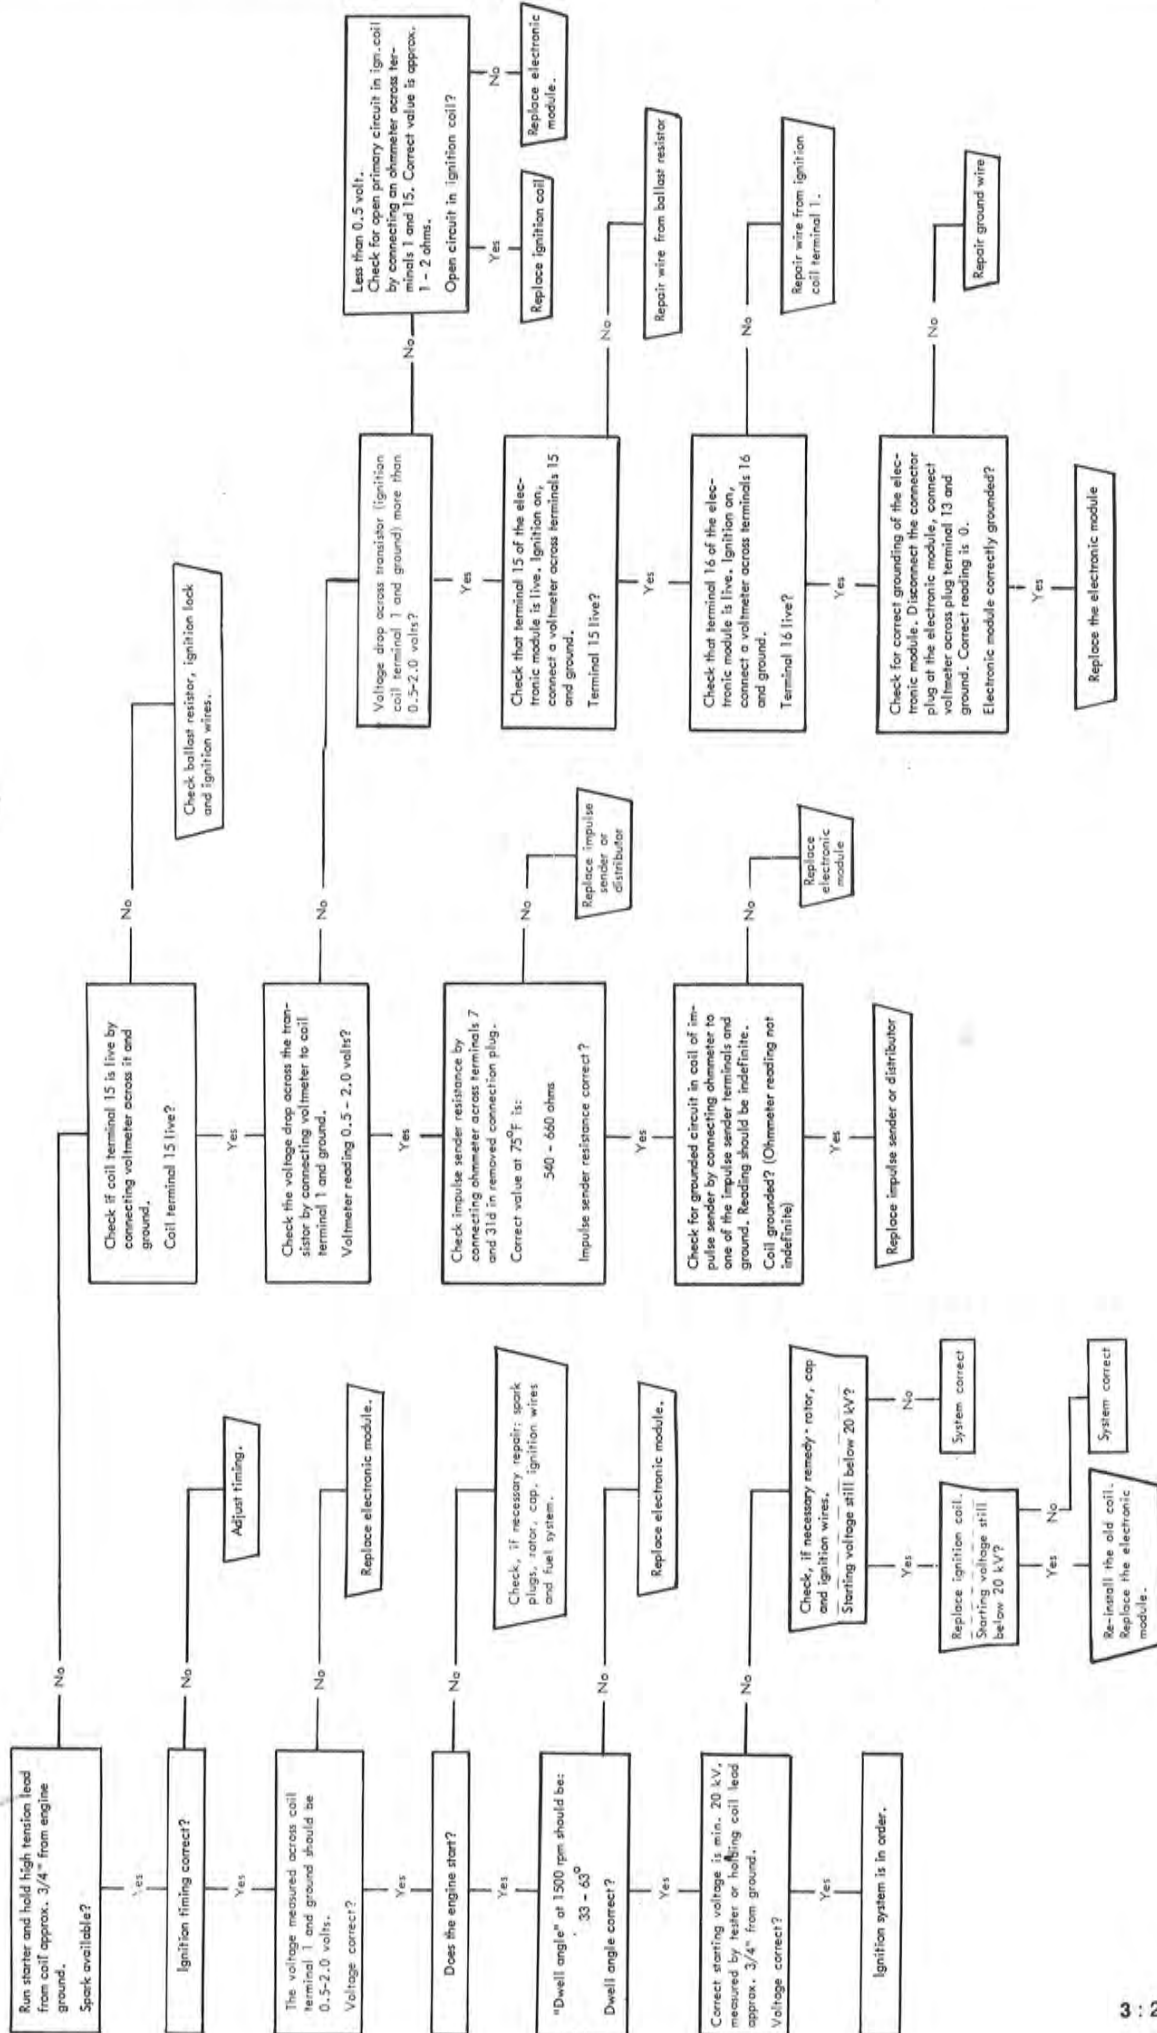 Run starter and hold high tension lead
from coil approx. 3/4" from engine
ground.
Spark available?
No
Yes
Ignition timing correct?
No
Adjust timing.
Yes
The voltage measured across coil
terminal 1 and ground should be
0.5-2.0 volts.
Voltage correct?
No
Replace electronic module.
Yes
Does the engine start?
No
Check, if necessary repair: spark
plugs, rotor, cap, ignition wires
and fuel system.
Yes
"Dwell angle" at 1500 rpm should be:
33 - 63°
Dwell angle correct?
No
Replace electronic module.
Yes
Correct starting voltage is min. 20 kV,
measured by tester or holding coil lead
approx. 3/4" from ground.
Voltage correct?
No
Check, if necessary remedy - rotor, cap
and ignition wires.
Starting voltage still below 20 kV?
No
System correct
Yes
Replace ignition coil.
Starting voltage still
below 20 kV?
No
System correct
Yes
Re-install the old coil.
Replace the electronic
module.
Yes
Ignition system is in order.
Check if coil terminal 15 is live by
connecting voltmeter across it and
ground.
Coil terminal 15 live?
No
Check ballast resistor, ignition lock
and ignition wires.
Yes
Check the voltage drop across the tran-
sistor by connecting voltmeter to coil
terminal 1 and ground.
Voltmeter reading 0.5 - 2.0 volts?
No
Yes
Check impulse sender resistance by
connecting ohmmeter across terminals 7
and 31d in removed connection plug.
Correct value at 75°F is:
540 - 660 ohms
Impulse sender resistance correct?
No
Replace impulse
sender or
distributor
Yes
Check for grounded circuit in coil of im-
pulse sender by connecting ohmmeter to
one of the impulse sender terminals and
ground. Reading should be indefinite.
Coil grounded? (Ohmmeter reading not
indefinite)
No
Replace
electronic
module
Yes
Replace impulse sender or distributor
Voltage drop across transistor (ignition
coil terminal 1 and ground) more than
0.5-2.0 volts?
No
Less than 0.5 volt.
Check for open primary circuit in ign.coil
by connecting an ohmmeter across ter-
minals 1 and 15. Correct value is approx.
1 - 2 ohms.
Open circuit in ignition coil?
Yes
Replace ignition coil
No
Replace electronic
module.
Yes
Check that terminal 15 of the elec-
tronic module is live. Ignition on,
connect a voltmeter across terminals 15
and ground.
Terminal 15 live?
No
Repair wire from ballast resistor
Yes
Check that terminal 16 of the elec-
tronic module is live. Ignition on,
connect a voltmeter across terminals 16
and ground.
Terminal 16 live?
No
Repair wire from ignition
coil terminal 1.
Yes
Check for correct grounding of the elec-
tronic module. Disconnect the connector
plug at the electronic module, connect
voltmeter across plug terminal 13 and
ground. Correct reading is 0.
Electronic module correctly grounded?
No
Repair ground wire
Yes
Replace the electronic module
3 : 2